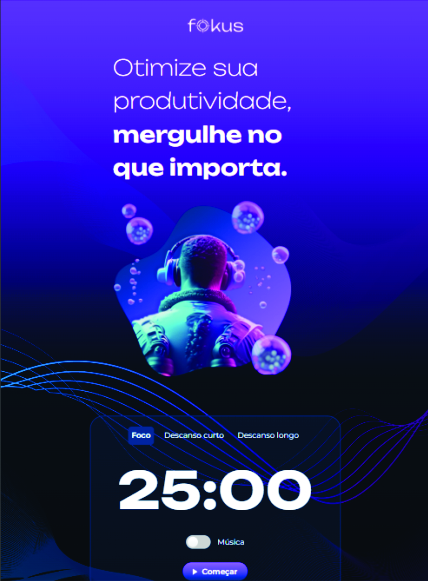 fokus
Otimize sua
produtividade,
mergulhe no
que importa.
Foco Descanso curto Descanso longo
25:00
Música
Começar